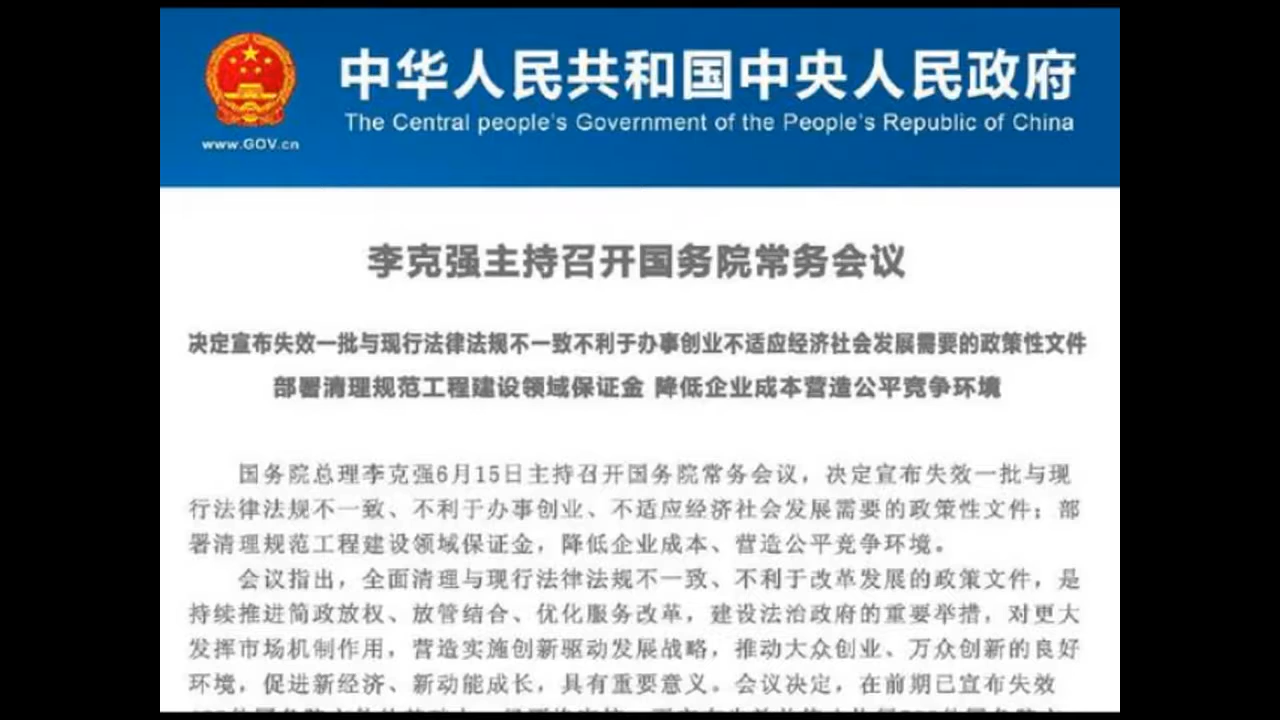 中华人民共和国中央人民政府
The Central people's Government of the People's Republic of China
www.GOV.cn
李克强主持召开国务院常务会议
决定宣布失效一批与现行法律法规不一致不利于办事创业不适应经济社会发展需要的政策性文件
部署清理规范工程建设领域保证金 降低企业成本营造公平竞争环境
国务院总理李克强6月15日主持召开国务院常务会议，决定宣布失效一批与现
行法律法规不一致、不利于办事创业、不适应经济社会发展需要的政策性文件；部
署清理规范工程建设领域保证金，降低企业成本、营造公平竞争环境。
会议指出，全面清理与现行法律法规不一致、不利于改革发展的政策文件，是
持续推进简政放权、放管结合、优化服务改革，建设法治政府的重要举措，对更大
发挥市场机制作用，营造实施创新驱动发展战略，推动大众创业、万众创新的良好
环境，促进新经济、新动能成长，具有重要意义。会议决定，在前期已宣布失效